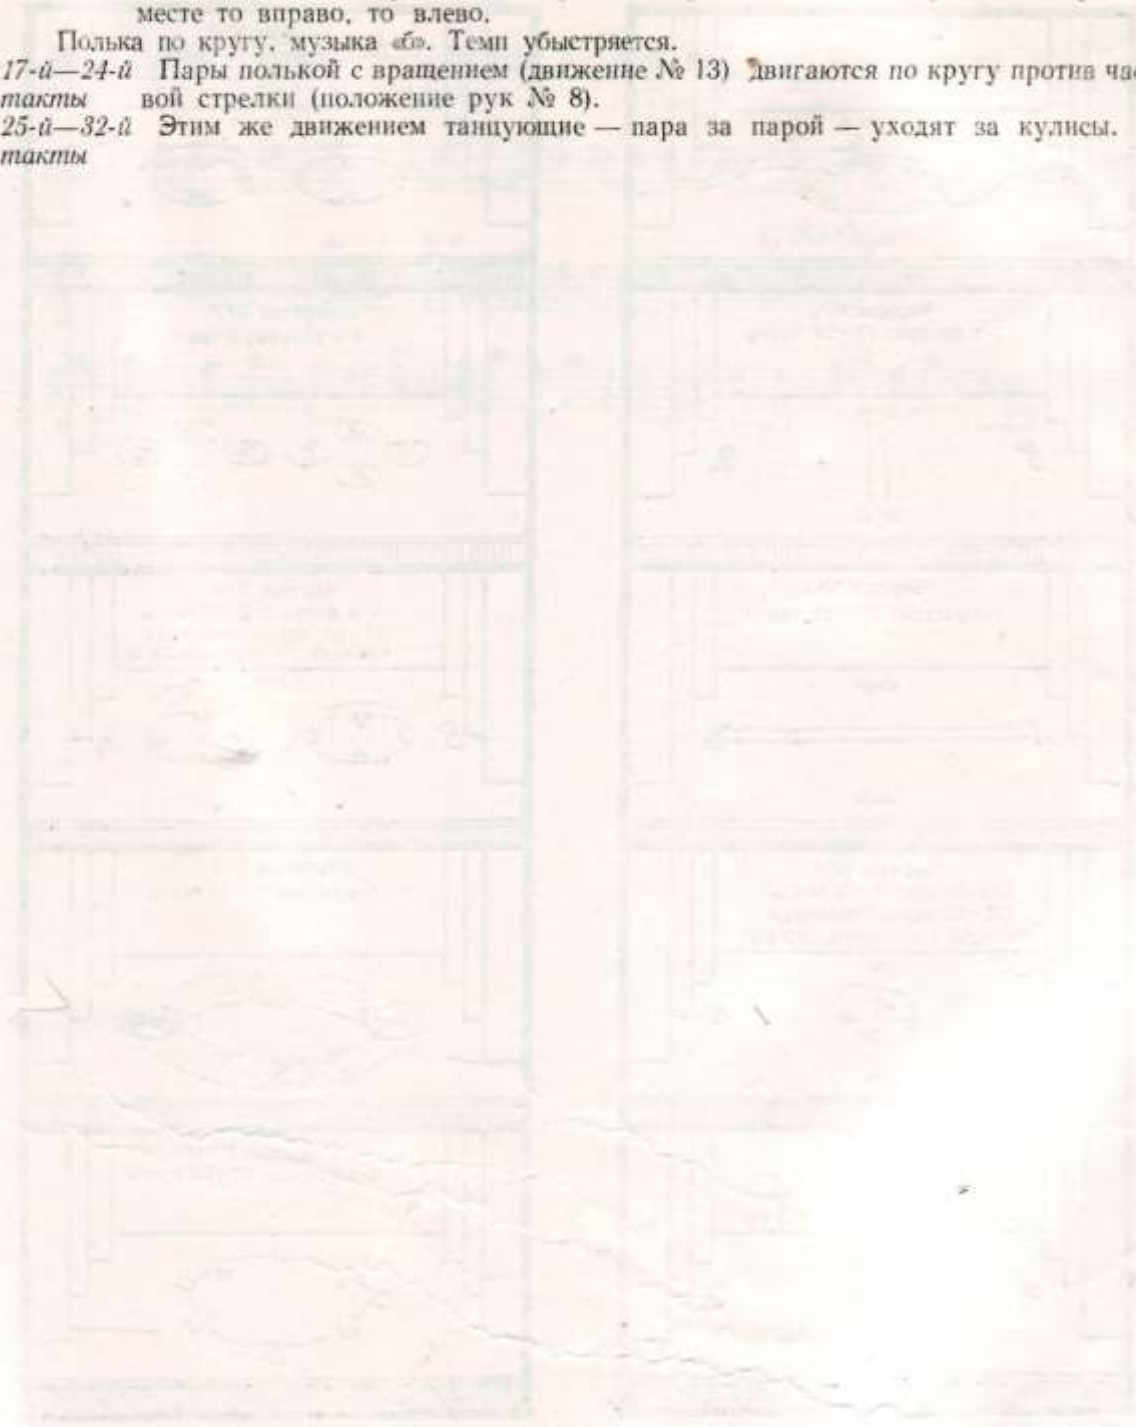 месте то вправо, то влево.
Полька по кругу, музыка «б». Темп убыстряется.
17-й—24-й Пары полькой с вращением (движение № 13) двигаются по кругу против час
такты вой стрелки (положение рук № 8).
25-й—32-й Этим же движением танцующие — пара за парой — уходят за кулисы.
такты